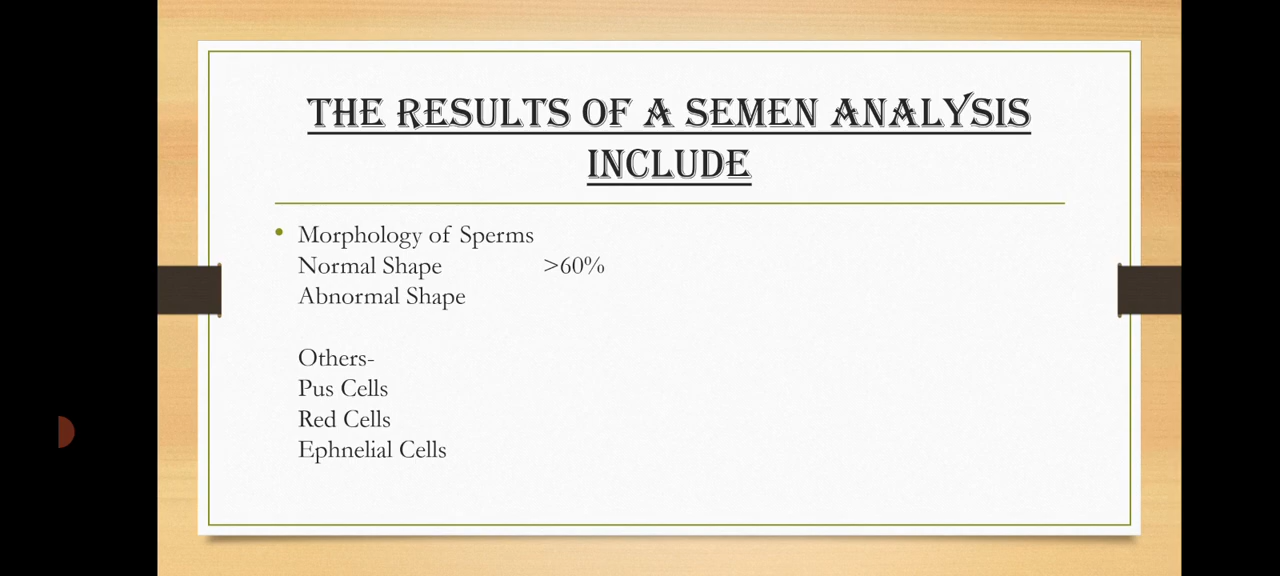 THE RESULTS OF A SEMEN ANALYSIS
INCLUDE
• Morphology of Sperms
Normal Shape >60%
Abnormal Shape
Others-
Pus Cells
Red Cells
Ephnelial Cells